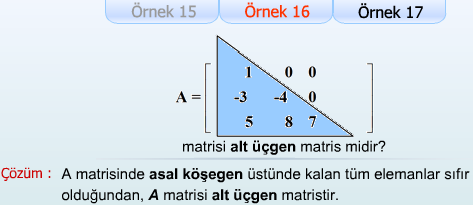 Örnek 15 Örnek 16 Örnek 17
1 0 0
A = -3 -4 0
5 8 7
matrisi alt üçgen matris midir?
Çözüm : A matrisinde asal köşegen üstünde kalan tüm elemanlar sıfır
olduğundan, A matrisi alt üçgen matristir.